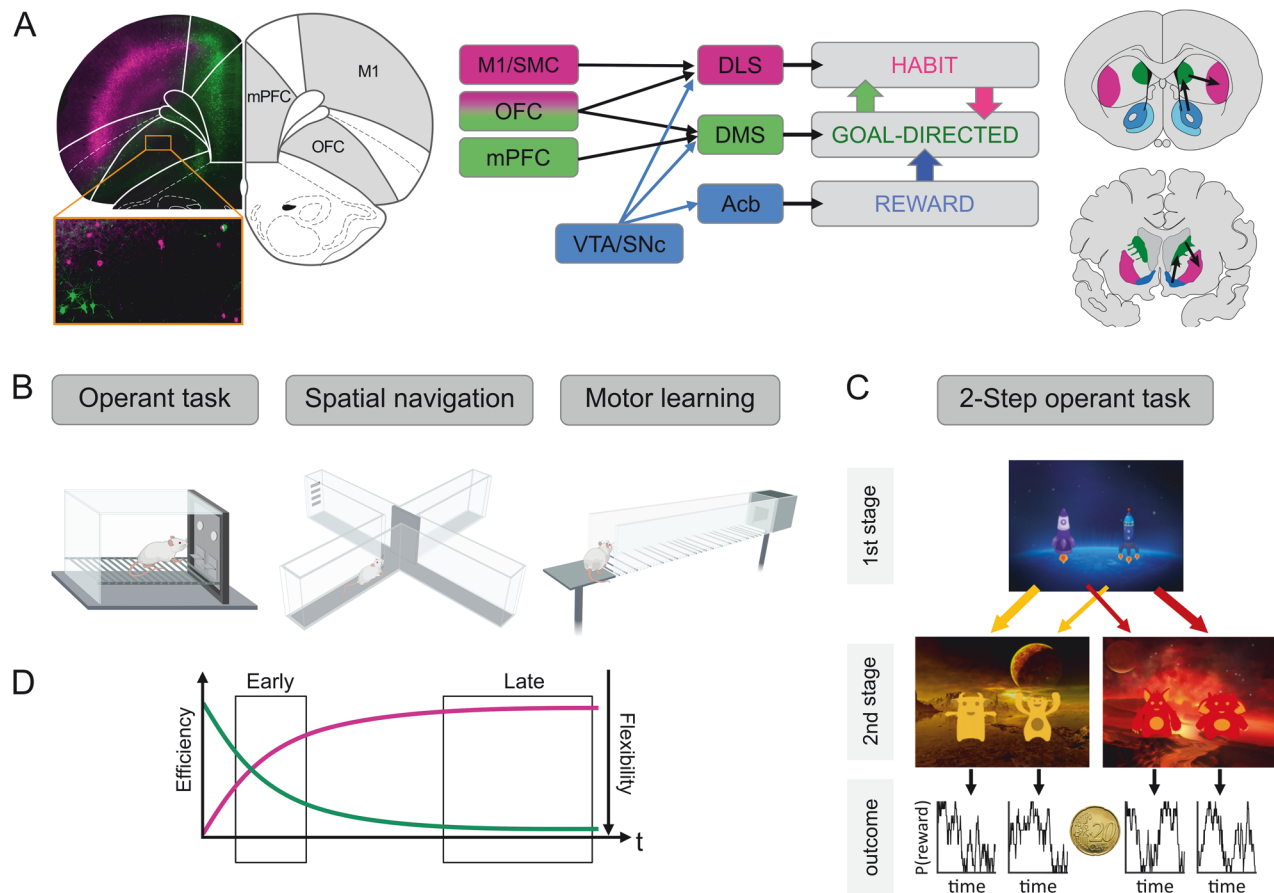 A
mPFC
M1
OFC
M1/SMC
OFC
mPFC
VTA/SNc
DLS
DMS
Acb
HABIT
GOAL-DIRECTED
REWARD
B
Operant task
Spatial navigation
Motor learning
C
2-Step operant task
1st stage
2nd stage
outcome
P(reward)
time
time
20
time
time
D
Early
Late
Efficiency
Flexibility
t